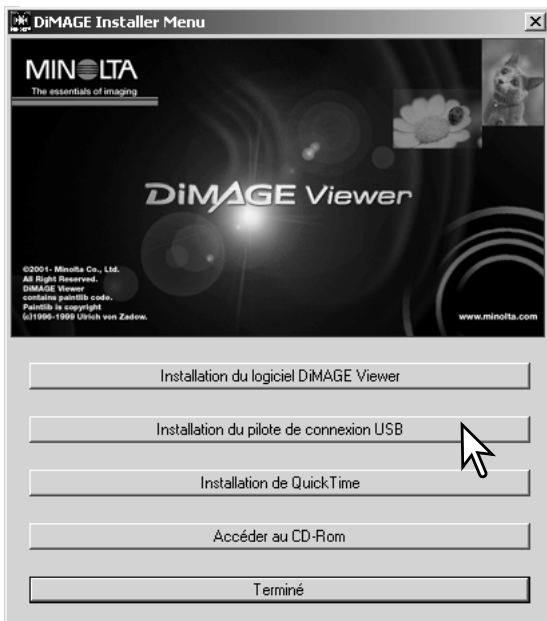 DiMAGE Installer Menu
MINOLTA
The essentials of imaging
DiMAGE Viewer
©2001- Minolta Co., Ltd.
All Right Reserved.
DiMAGE Viewer
contains paintlib code.
Paintlib is copyright
(c)1996-1999 Ulrich von Zadow.
www.minolta.com
Installation du logiciel DiMAGE Viewer
Installation du pilote de connexion USB
Installation de QuickTime
Accéder au CD-Rom
Terminé